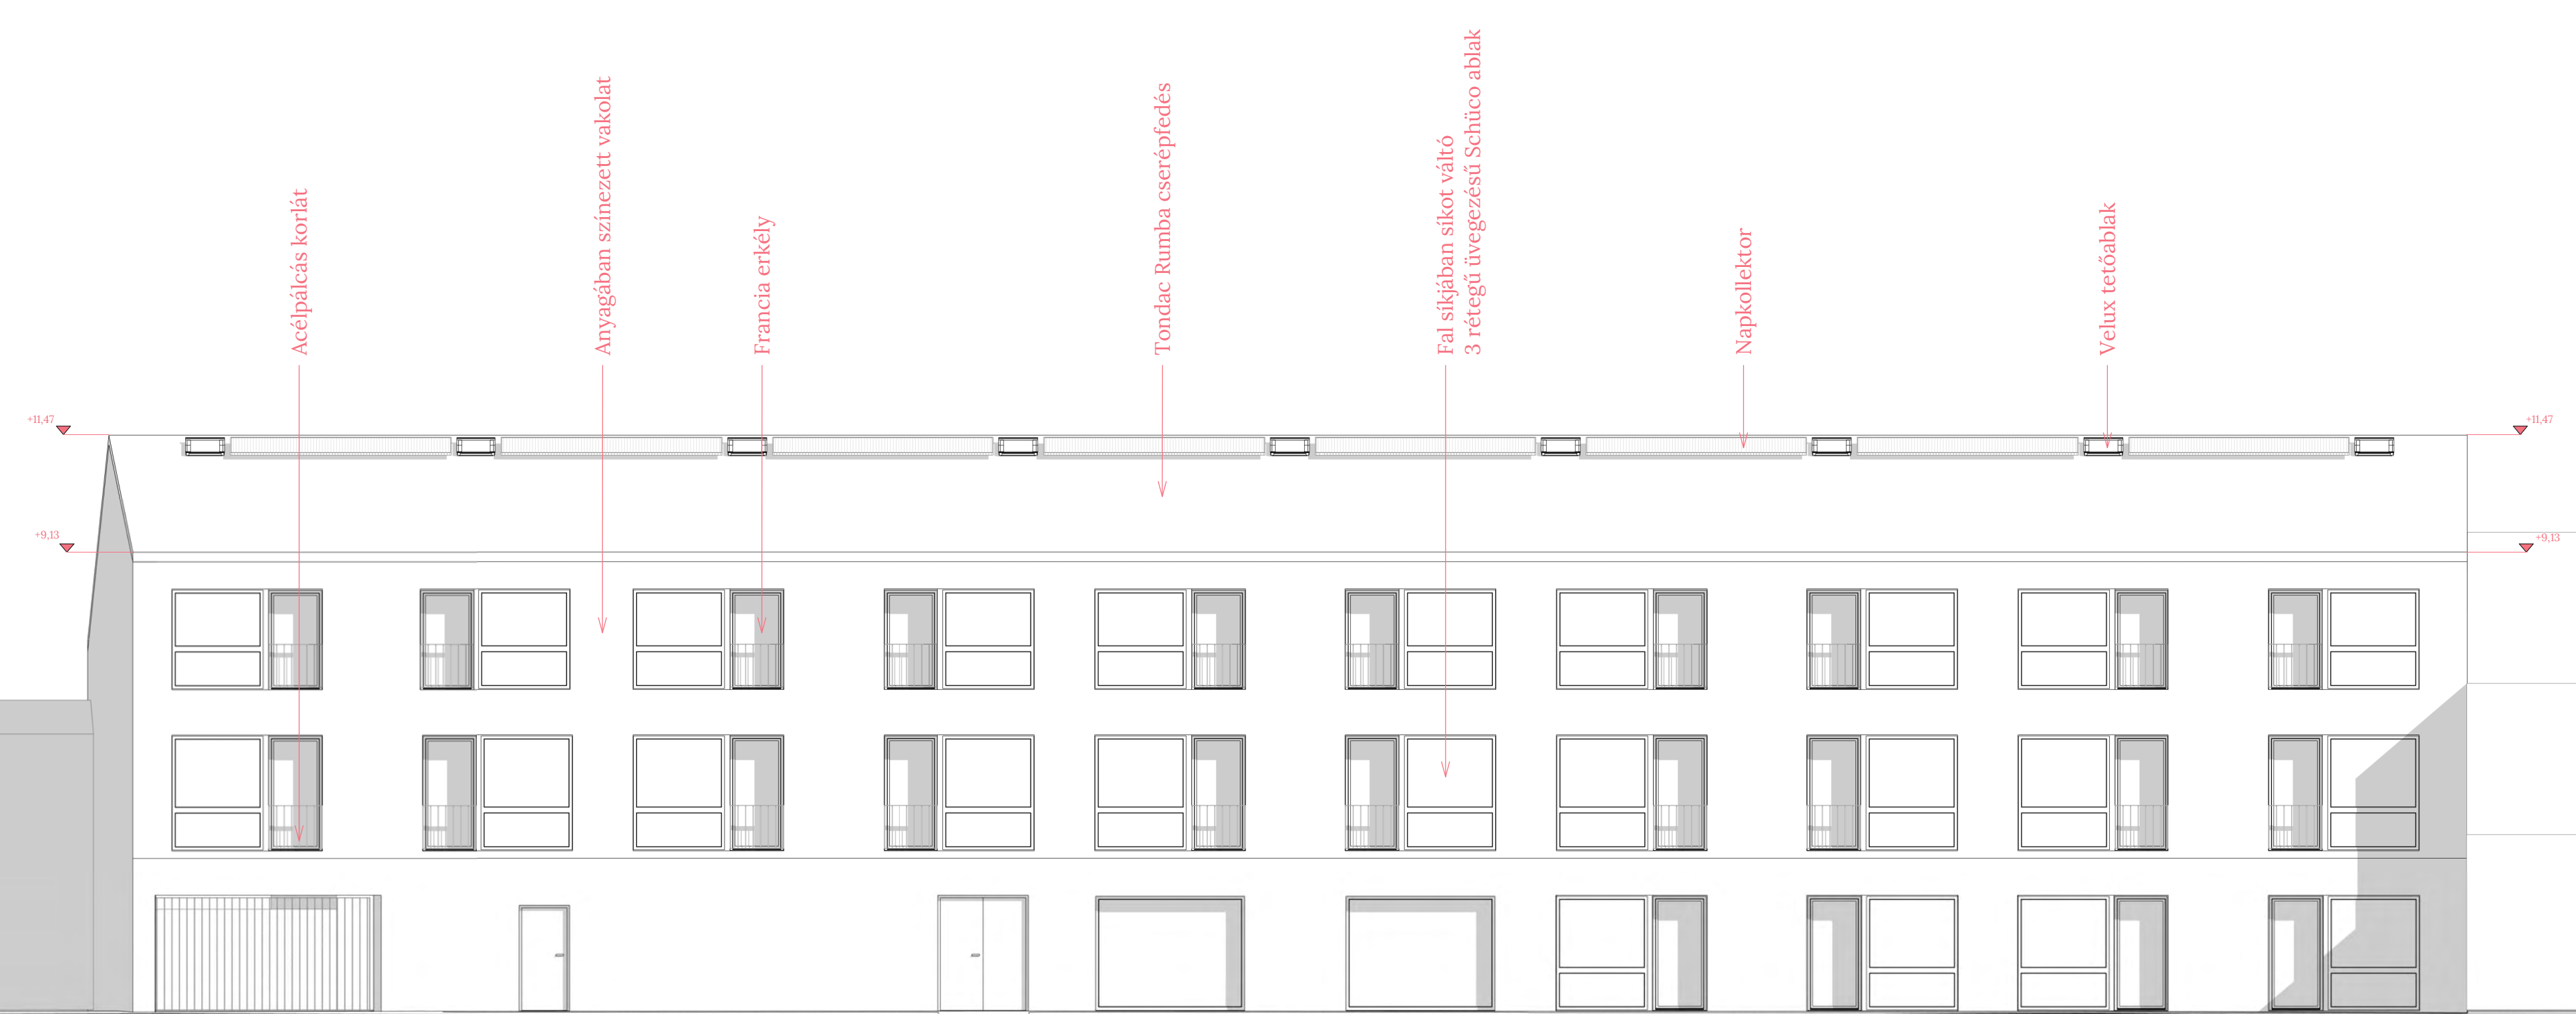 Acélpálcás korlát
Anyagában színezett vakolat
Francia erkély
Tondac Rumba cserépfedés
Fal síkjában síkot váltó
3 rétegű üvegezésű Schüco ablak
Napkollektor
Velux tetőablak
+11,47
+11,47
+9,13
+9,13